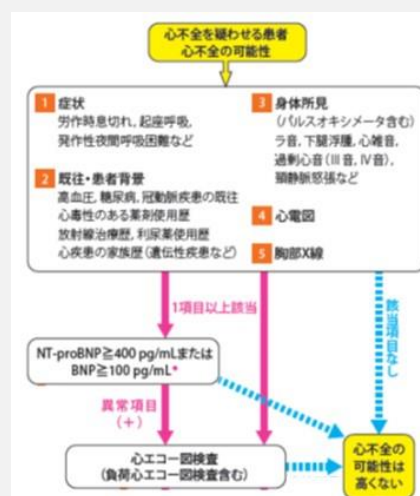 心不全を疑わせる患者
心不全の可能性
1 症状
労作時息切れ，起座呼吸，
発作性夜間呼吸困難など
2 既往・患者背景
高血圧，糖尿病，冠動脈疾患の既往
心毒性のある薬剤使用歴
放射線治療歴，利尿薬使用歴
心疾患の家族歴（遺伝性疾患など）
3 身体所見
（パルスオキシメータ含む）
ラ音，下腿浮腫，心雑音，
過剰心音（Ⅲ音，Ⅳ音），
頸静脈怒張など
4 心電図
5 胸部X線
1項目以上該当
該当項目なし
NT-proBNP≧400 pg/mLまたは
BNP≧100 pg/mL*
異常項目
（+）
心エコー図検査
（負荷心エコー図検査含む）
心不全の
可能性は
高くない